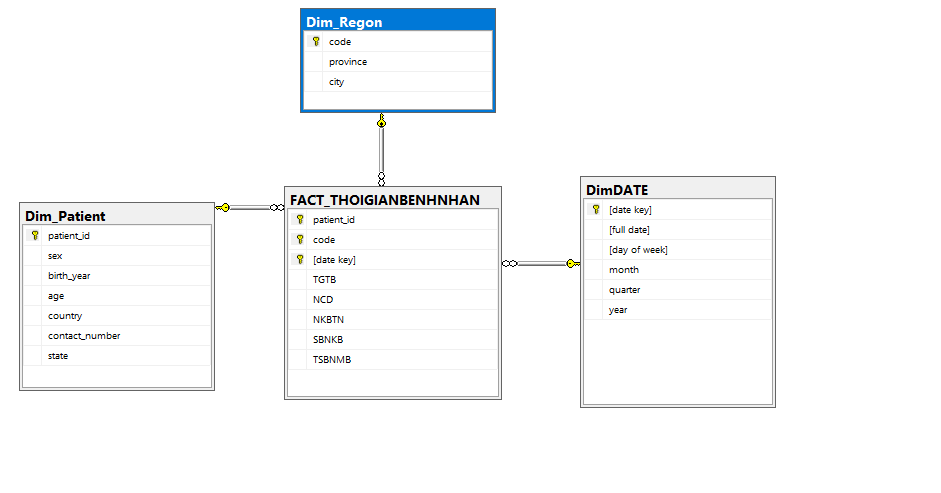 Dim_Regon
code
province
city
Dim_Patient
patient_id
sex
birth_year
age
country
contact_number
state
FACT_THOIGIANBENHNHAN
patient_id
code
[date key]
TGTB
NCD
NKBTN
SBNKB
TSBNMB
DimDATE
[date key]
[full date]
[day of week]
month
quarter
year